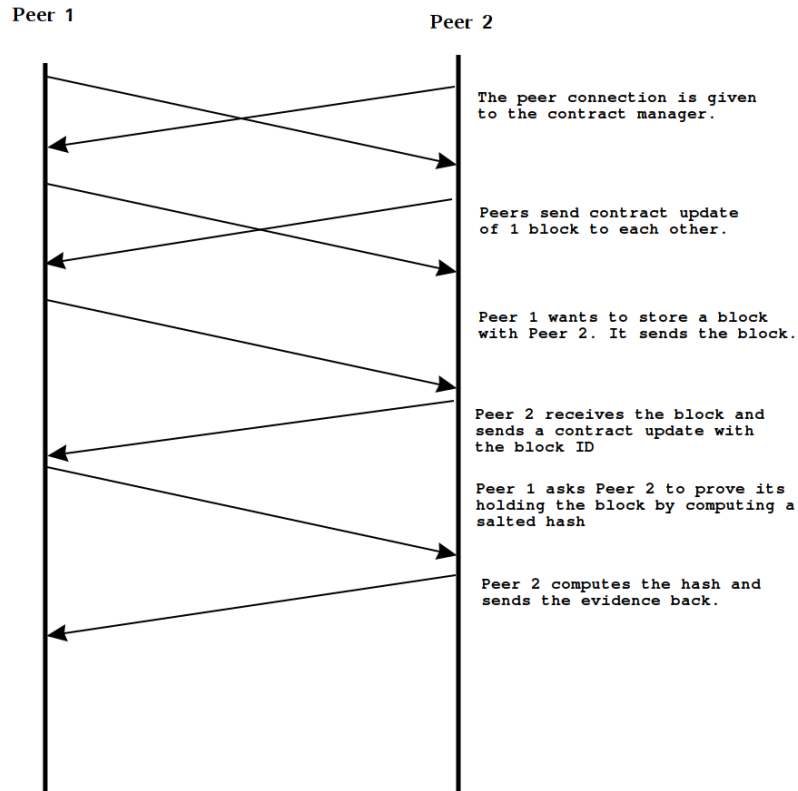 Peer 1
Peer 2
The peer connection is given
to the contract manager.
Peers send contract update
of 1 block to each other.
Peer 1 wants to store a block
with Peer 2. It sends the block.
Peer 2 receives the block and
sends a contract update with
the block ID
Peer 1 asks Peer 2 to prove its
holding the block by computing a
salted hash
Peer 2 computes the hash and
sends the evidence back.